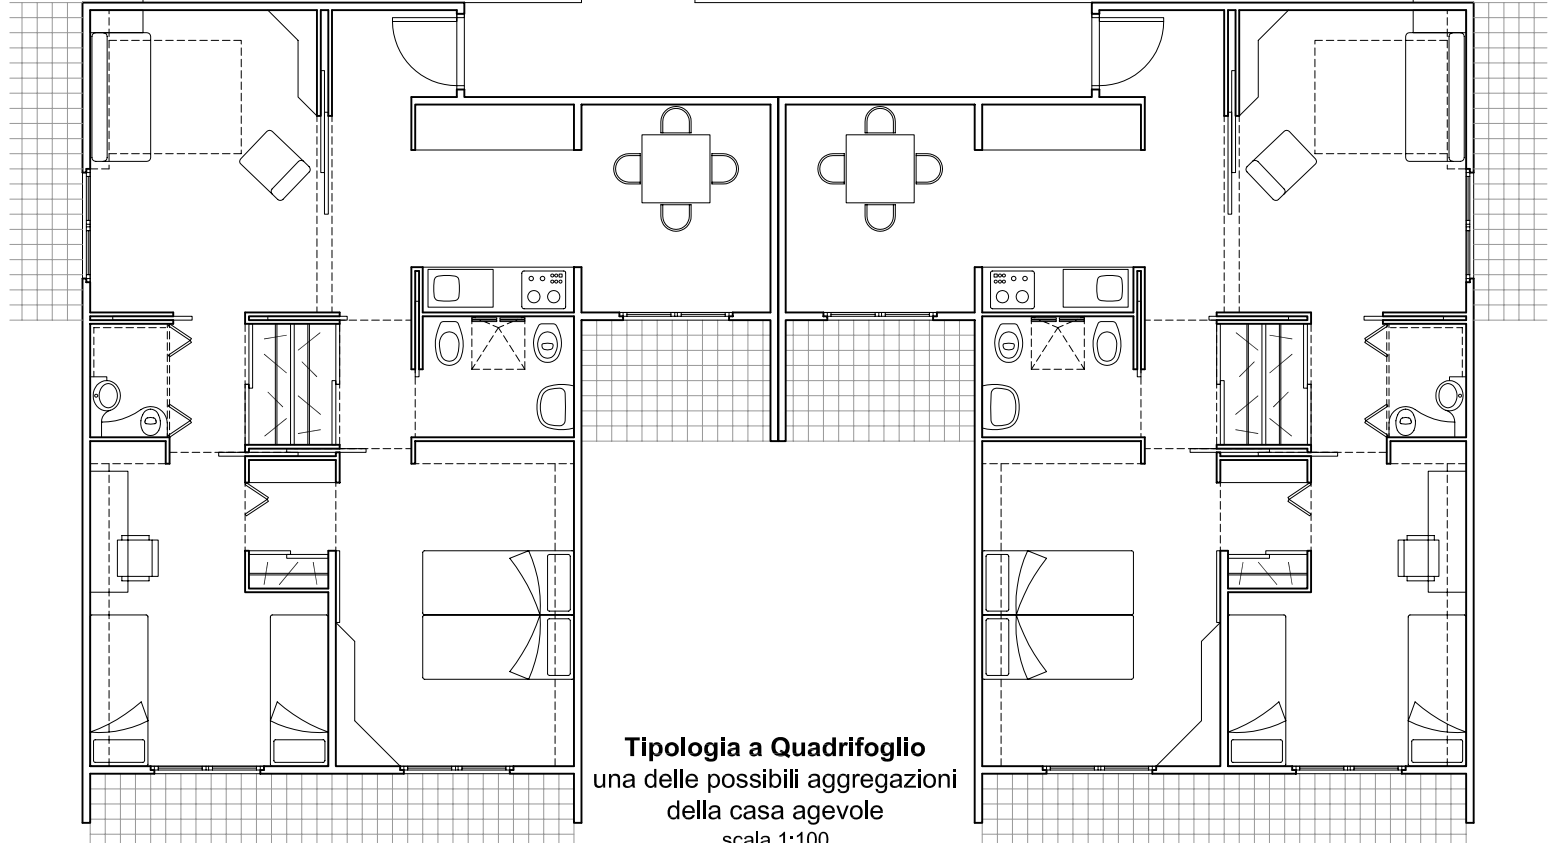 Tipologia a Quadrifoglio
una delle possibili aggregazioni
della casa agevole
scala 1:100